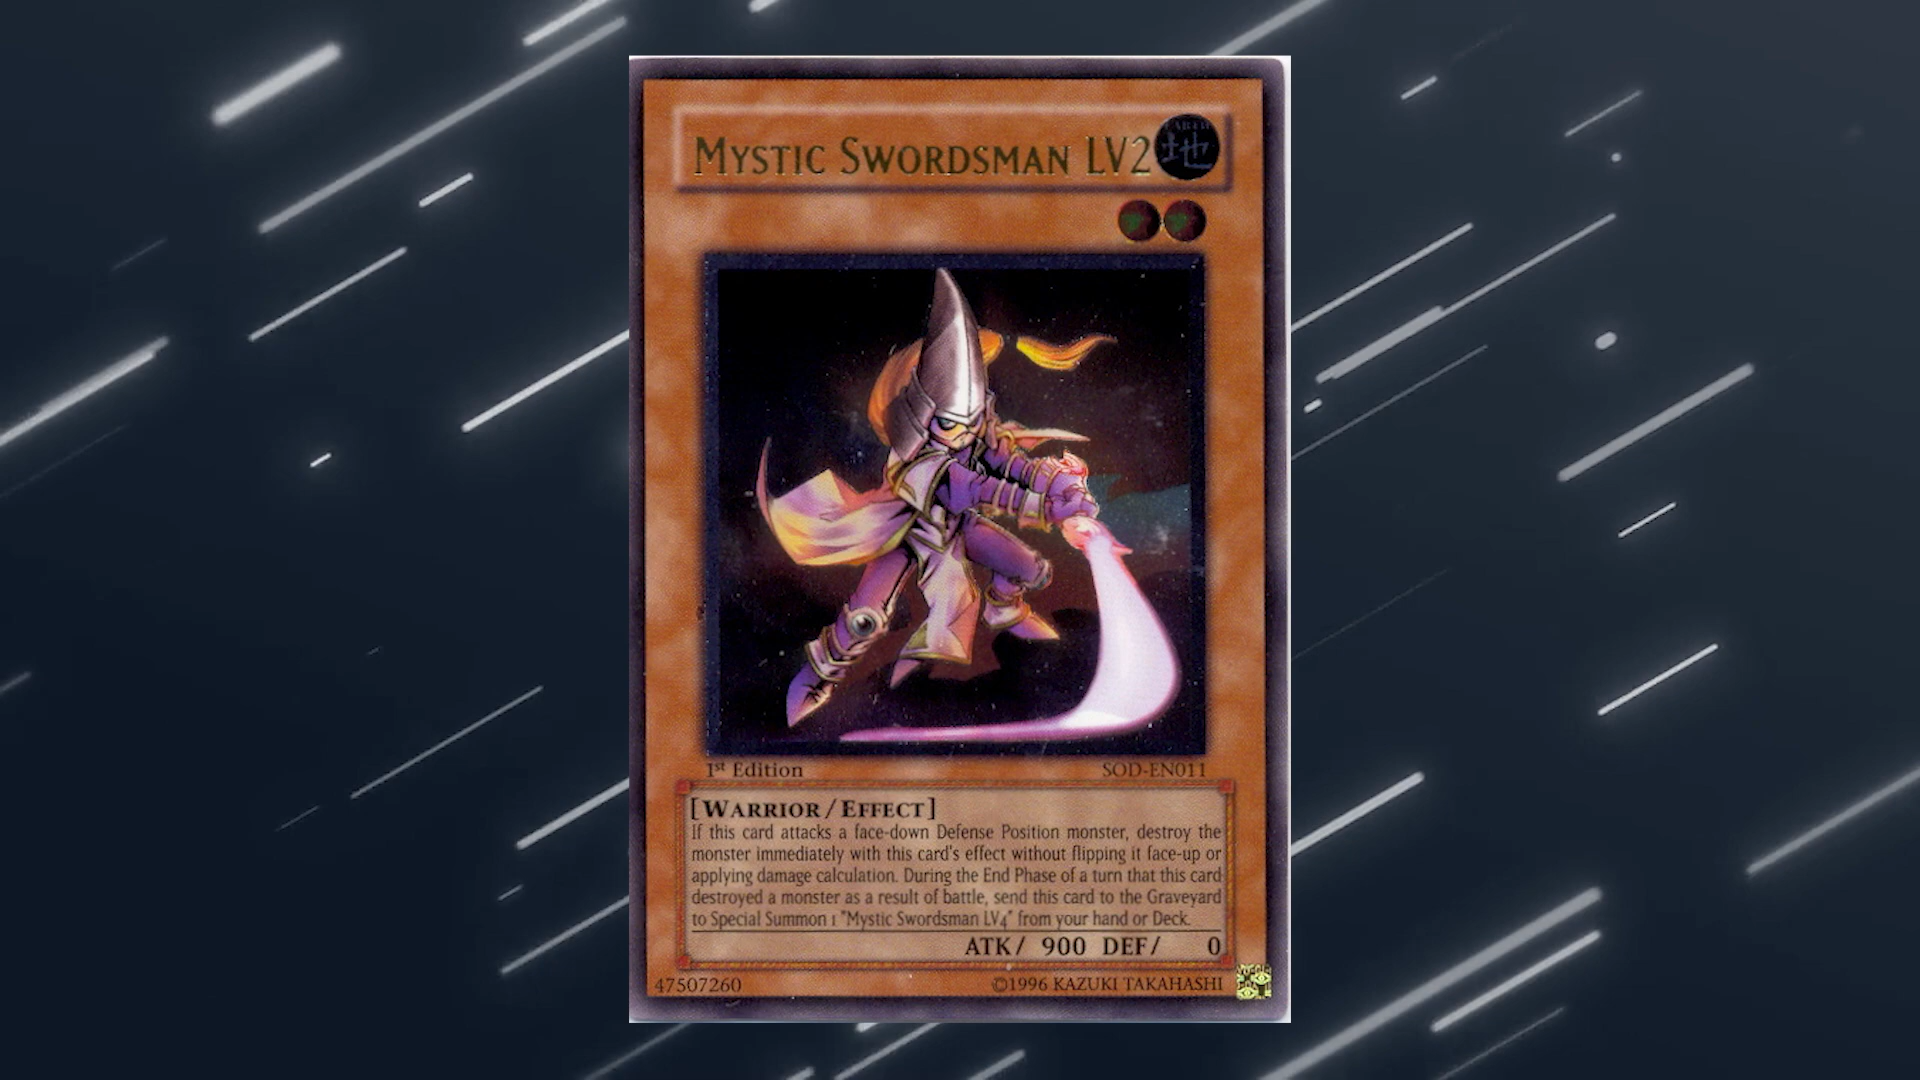 Mystic Swordsman LV2
EARTH
地
1st Edition
SOD-EN011
[Warrior/Effect]
If this card attacks a face-down Defense Position monster, destroy the
monster immediately with this card's effect without flipping it face-up or
applying damage calculation. During the End Phase of a turn that this card
destroyed a monster as a result of battle, send this card to the Graveyard
to Special Summon 1 "Mystic Swordsman LV4" from your hand or Deck.
ATK/ 900 DEF/ 0
47507260
©1996 KAZUKI TAKAHASHI